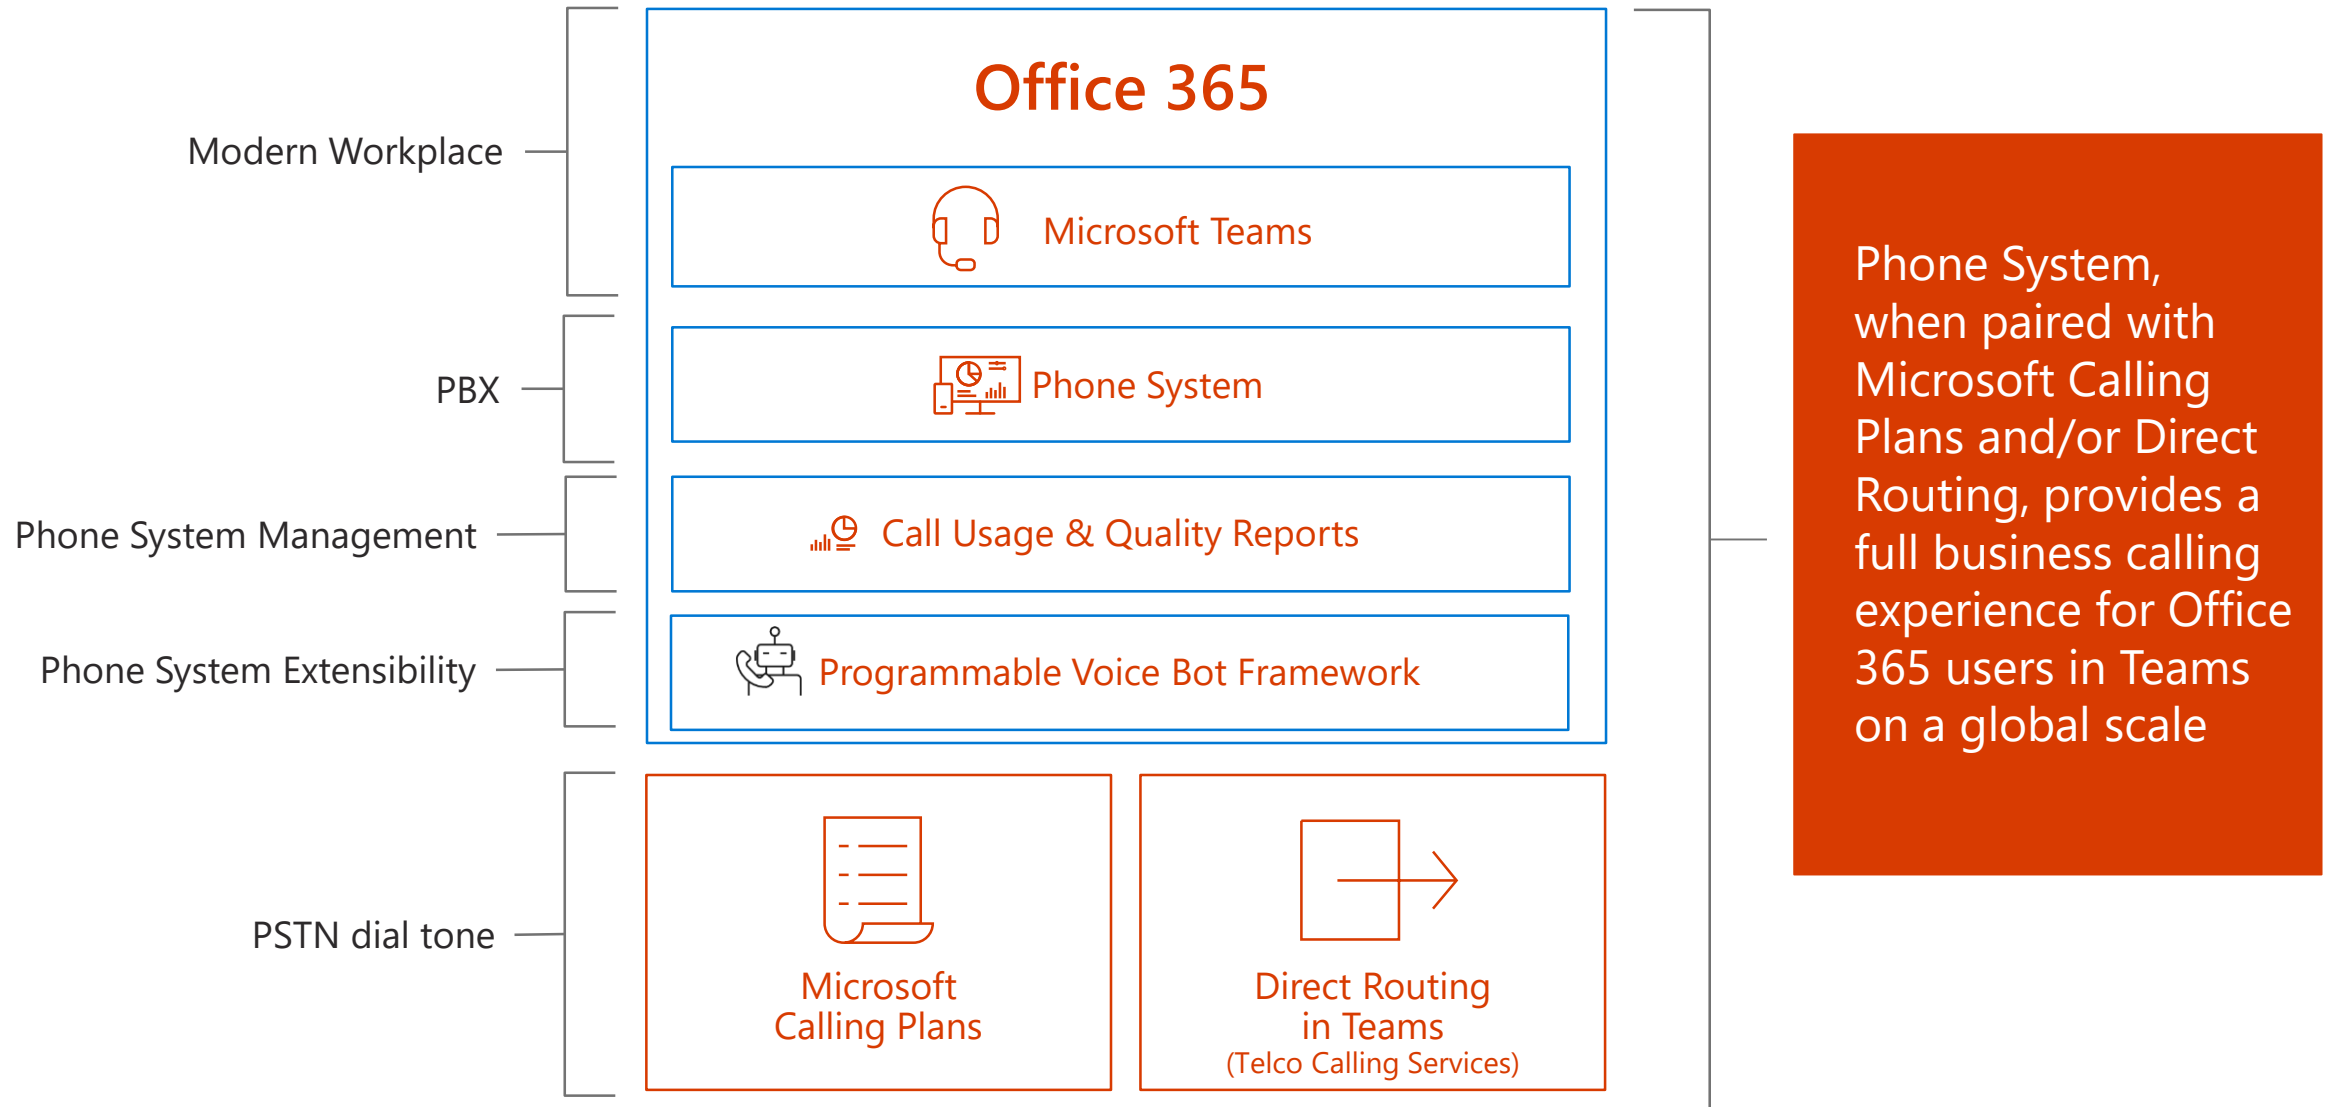 Office 365
Modern Workplace
Microsoft Teams
PBX
Phone System
Phone System Management
Call Usage & Quality Reports
Phone System Extensibility
Programmable Voice Bot Framework
PSTN dial tone
Microsoft
Calling Plans
Direct Routing
in Teams
(Telco Calling Services)
Phone System,
when paired with
Microsoft Calling
Plans and/or Direct
Routing, provides a
full business calling
experience for Office
365 users in Teams
on a global scale